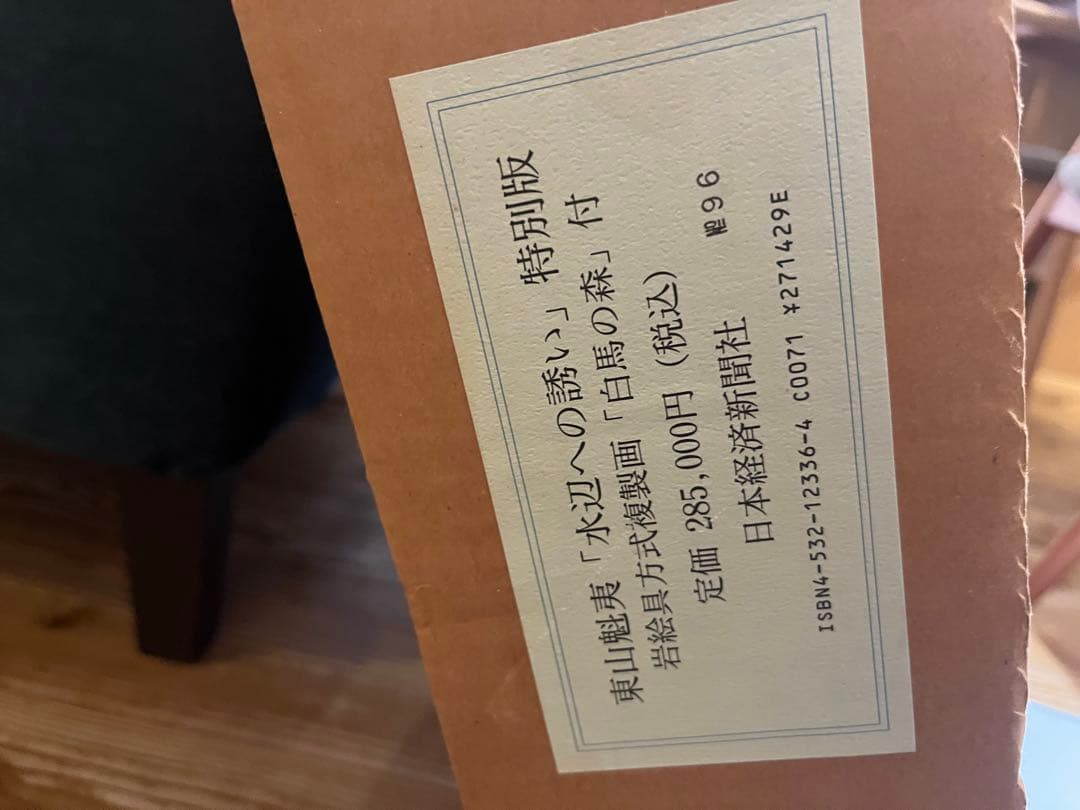 東山魁夷「水辺への誘い」特別版
岩絵具方式複製画「白馬の森」付
定価 285,000円（税込） № 96
日本経済新聞社
ISBN4-532-12336-4 C0071 ¥271429E